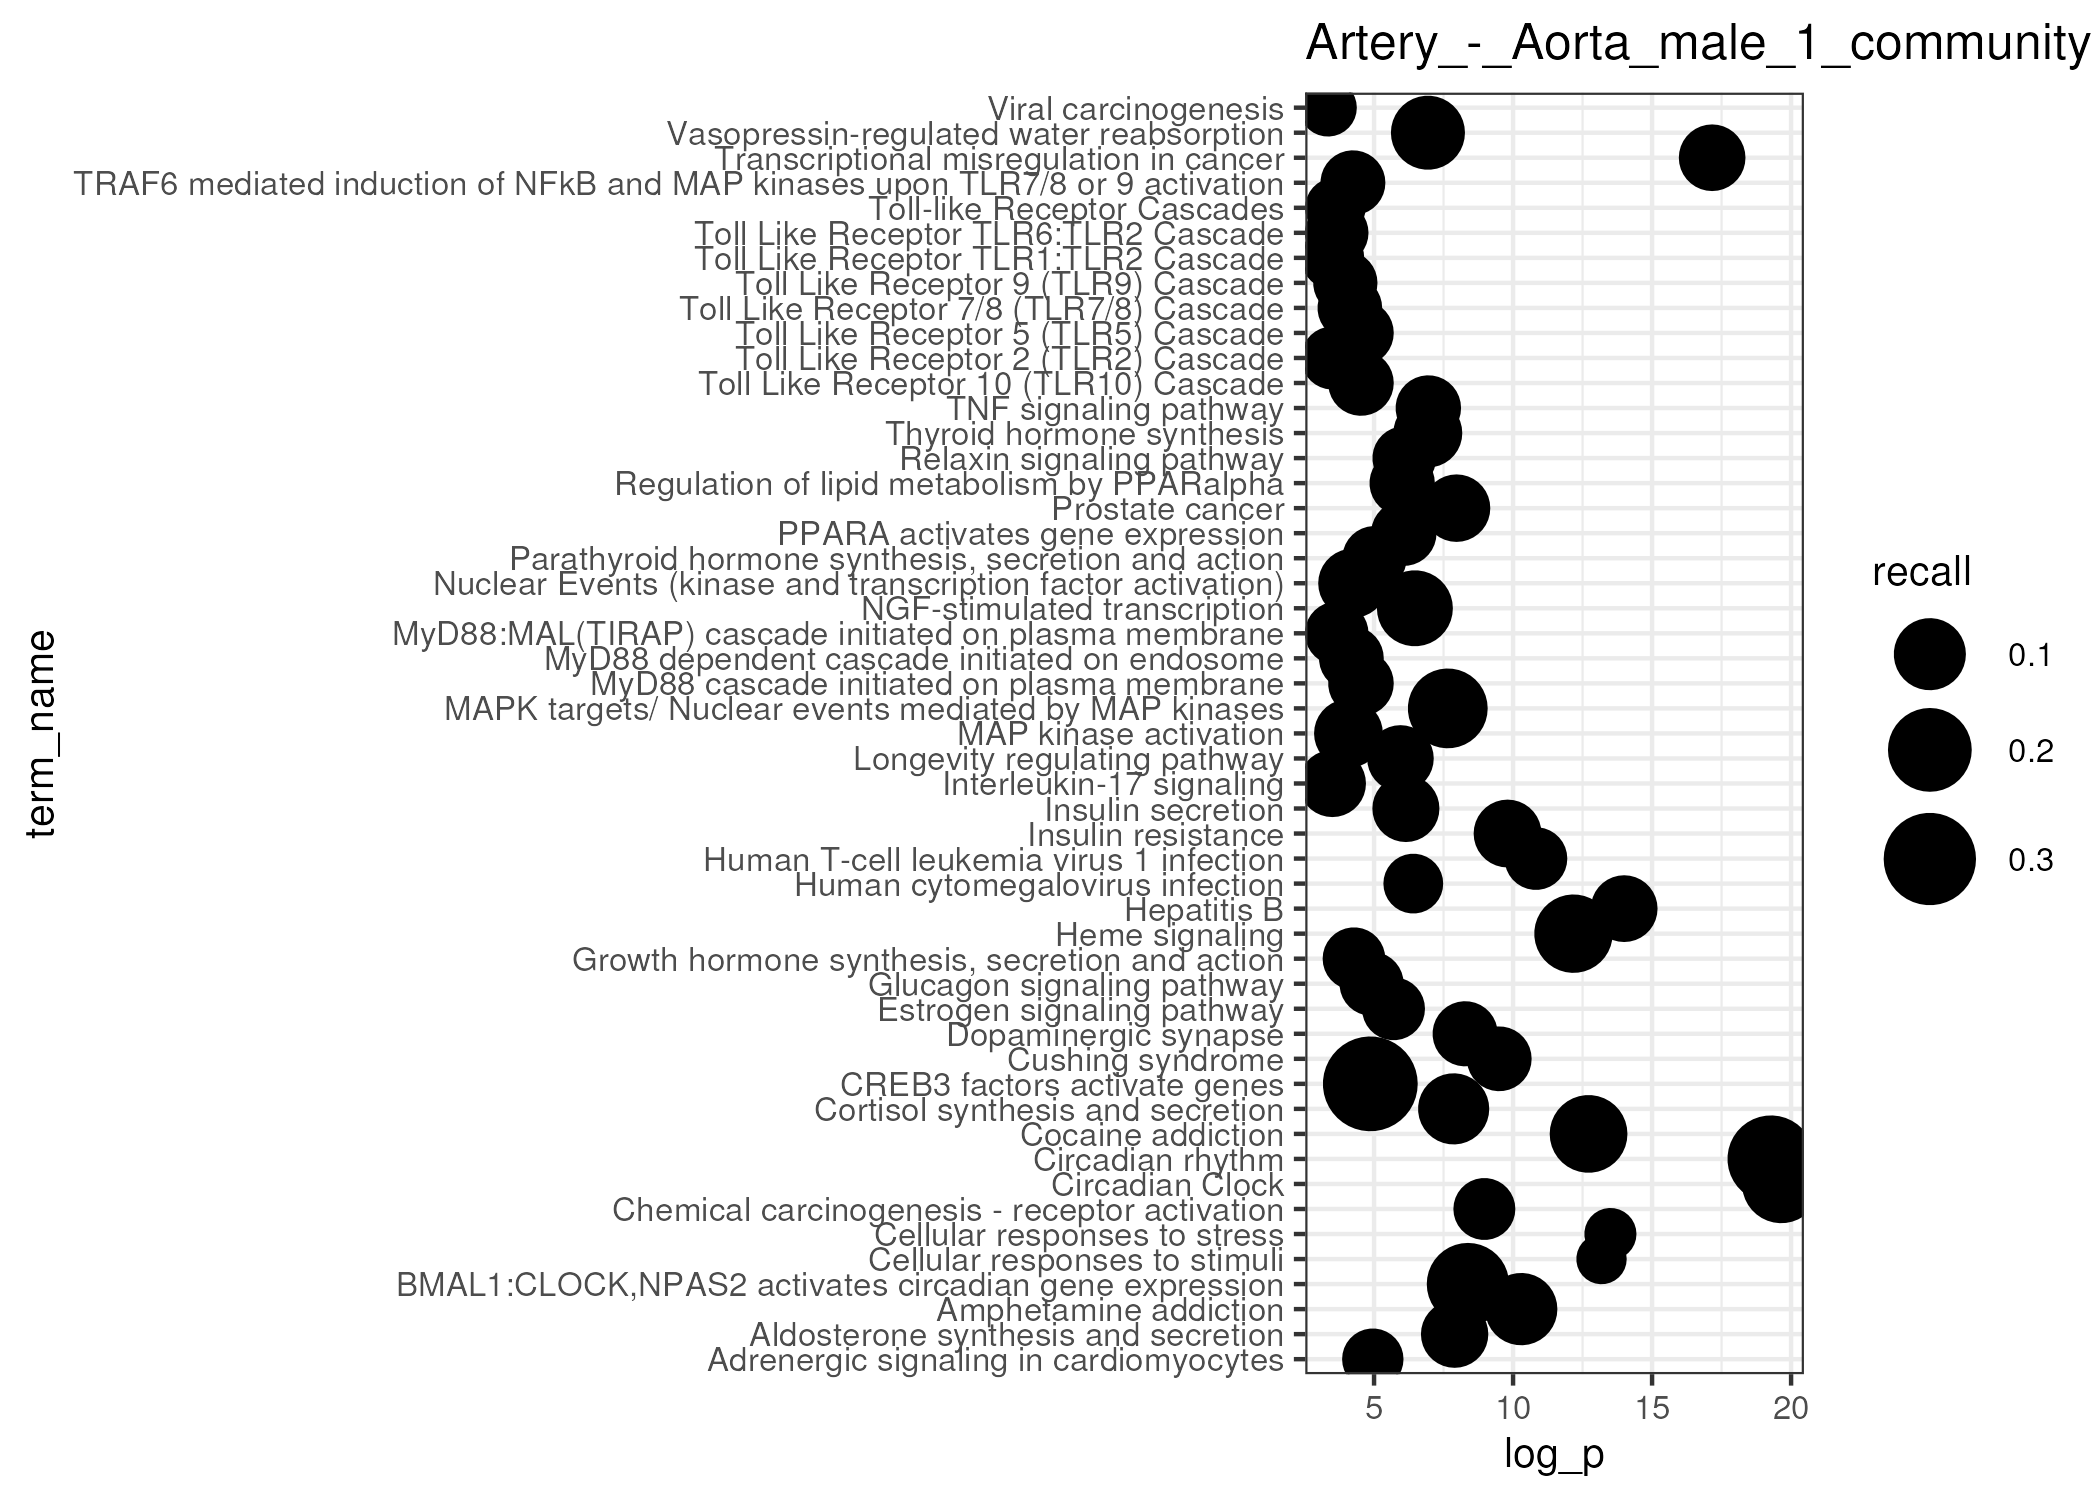 Artery_-_Aorta_male_1_community
Viral carcinogenesis
Vasopressin-regulated water reabsorption
Transcriptional misregulation in cancer
TRAF6 mediated induction of NFkB and MAP kinases upon TLR7/8 or 9 activation
Toll-like Receptor Cascades
Toll Like Receptor TLR6:TLR2 Cascade
Toll Like Receptor TLR1:TLR2 Cascade
Toll Like Receptor 9 (TLR9) Cascade
Toll Like Receptor 7/8 (TLR7/8) Cascade
Toll Like Receptor 5 (TLR5) Cascade
Toll Like Receptor 2 (TLR2) Cascade
Toll Like Receptor 10 (TLR10) Cascade
TNF signaling pathway
Thyroid hormone synthesis
Relaxin signaling pathway
Regulation of lipid metabolism by PPARalpha
Prostate cancer
PPARA activates gene expression
Parathyroid hormone synthesis, secretion and action
Nuclear Events (kinase and transcription factor activation)
NGF-stimulated transcription
MyD88:MAL(TIRAP) cascade initiated on plasma membrane
MyD88 dependent cascade initiated on endosome
MyD88 cascade initiated on plasma membrane
MAPK targets/ Nuclear events mediated by MAP kinases
MAP kinase activation
Longevity regulating pathway
Interleukin-17 signaling
Insulin secretion
Insulin resistance
Human T-cell leukemia virus 1 infection
Human cytomegalovirus infection
Hepatitis B
Heme signaling
Growth hormone synthesis, secretion and action
Glucagon signaling pathway
Estrogen signaling pathway
Dopaminergic synapse
Cushing syndrome
CREB3 factors activate genes
Cortisol synthesis and secretion
Cocaine addiction
Circadian rhythm
Circadian Clock
Chemical carcinogenesis - receptor activation
Cellular responses to stress
Cellular responses to stimuli
BMAL1:CLOCK,NPAS2 activates circadian gene expression
Amphetamine addiction
Aldosterone synthesis and secretion
Adrenergic signaling in cardiomyocytes
term_name
5 10 15 20
log_p
recall
0.1
0.2
0.3